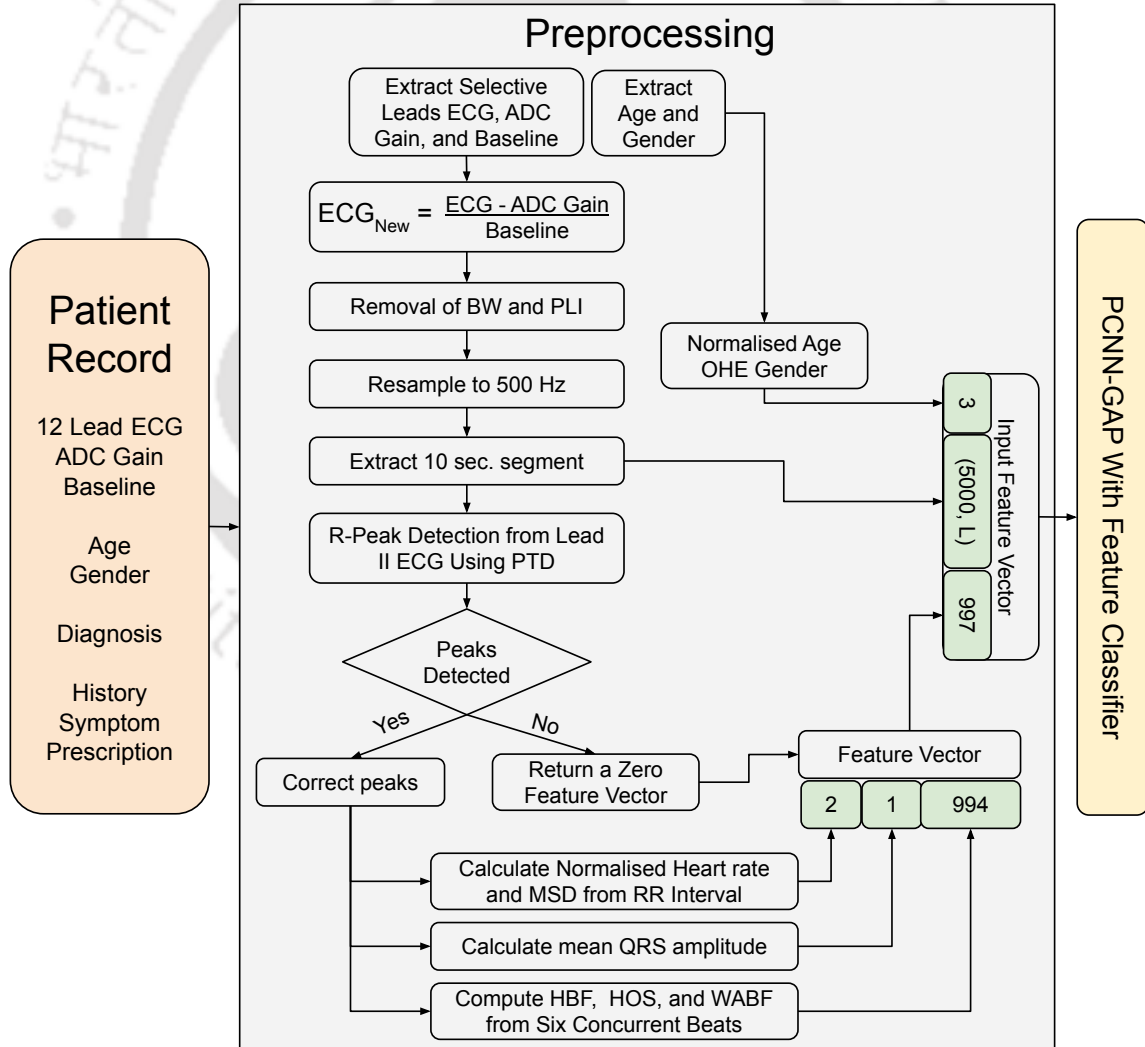 Preprocessing
Extract Selective
Leads ECG, ADC
Gain, and Baseline
Extract
Age and
Gender
ECG_New = ECG - ADC Gain
Baseline
Patient
Record
12 Lead ECG
ADC Gain
Baseline
Age
Gender
Diagnosis
History
Symptom
Prescription
Removal of BW and PLI
Resample to 500 Hz
Extract 10 sec. segment
R-Peak Detection from Lead
II ECG Using PTD
Peaks
Detected
Yes
No
Correct peaks
Return a Zero
Feature Vector
Normalised Age
OHE Gender
3
(5000, L)
997
Input Feature Vector
Feature Vector
2
1
994
Calculate Normalised Heart rate
and MSD from RR Interval
Calculate mean QRS amplitude
Compute HBF, HOS, and WABF
from Six Concurrent Beats
PCNN-GAP With Feature Classifier